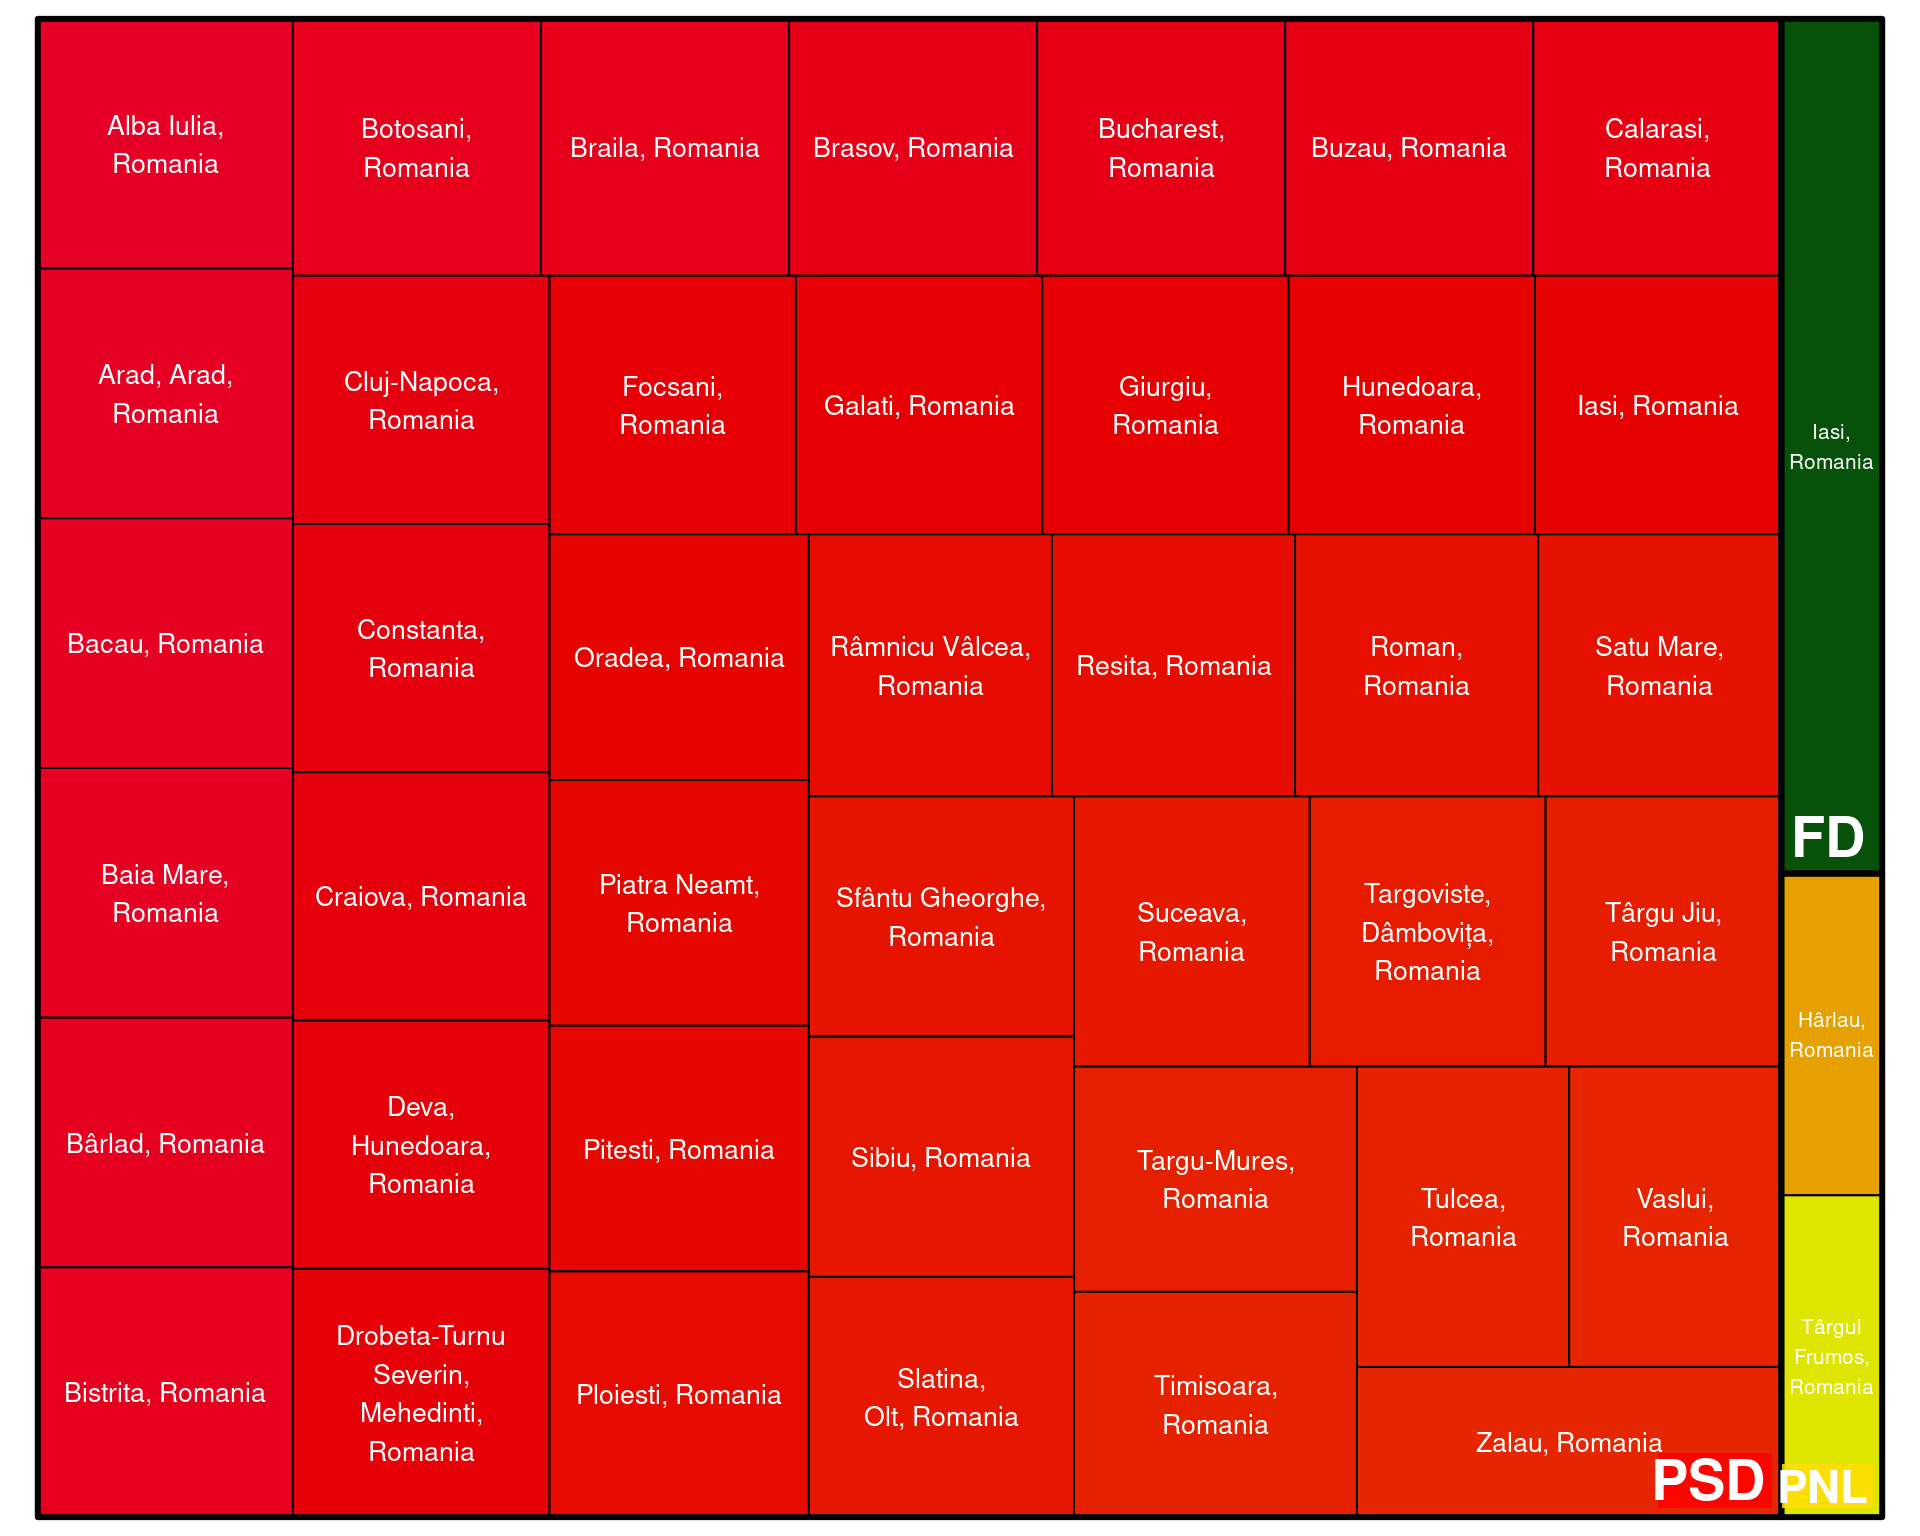 Alba Iulia,
Romania
Botosani,
Romania
Braila, Romania
Brasov, Romania
Bucharest,
Romania
Buzau, Romania
Calarasi,
Romania
Arad, Arad,
Romania
Cluj-Napoca,
Romania
Focsani,
Romania
Galati, Romania
Giurgiu,
Romania
Hunedoara,
Romania
Iasi, Romania
Iasi,
Romania
Bacau, Romania
Constanta,
Romania
Oradea, Romania
Râmnicu Vâlcea,
Romania
Resita, Romania
Roman,
Romania
Satu Mare,
Romania
FD
Baia Mare,
Romania
Craiova, Romania
Piatra Neamt,
Romania
Sfântu Gheorghe,
Romania
Suceava,
Romania
Targoviste,
Dâmbovița,
Romania
Târgu Jiu,
Romania
Hârlau,
Romania
Bârlad, Romania
Deva,
Hunedoara,
Romania
Pitesti, Romania
Sibiu, Romania
Targu-Mures,
Romania
Tulcea,
Romania
Vaslui,
Romania
Târgul
Frumos,
Romania
Bistrita, Romania
Drobeta-Turnu
Severin,
Mehedinti,
Romania
Ploiesti, Romania
Slatina,
Olt, Romania
Timisoara,
Romania
Zalau, Romania
PSD
PNL